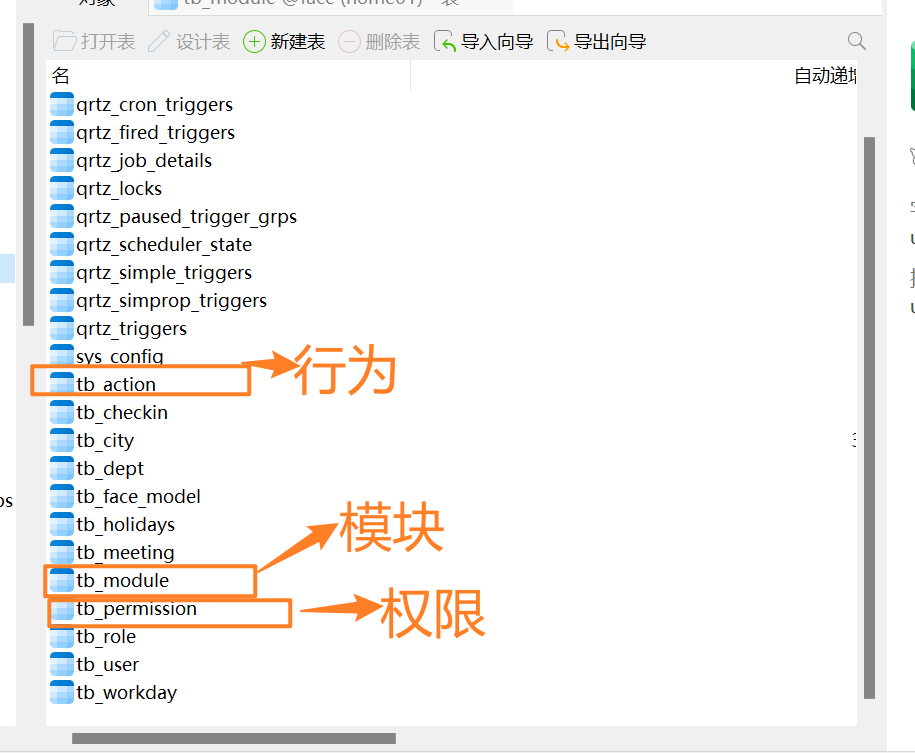 对象
tb_module @face (home01) - 表
打开表 设计表 新建表 删除表 导入向导 导出向导
名 自动递增
qrtz_cron_triggers
qrtz_fired_triggers
qrtz_job_details
qrtz_locks
qrtz_paused_trigger_grps
qrtz_scheduler_state
qrtz_simple_triggers
qrtz_simprop_triggers
qrtz_triggers
sys_config
行为
tb_action
tb_checkin
tb_city
tb_dept
tb_face_model
tb_holidays
模块
tb_meeting
tb_module
tb_permission
权限
tb_role
tb_user
tb_workday